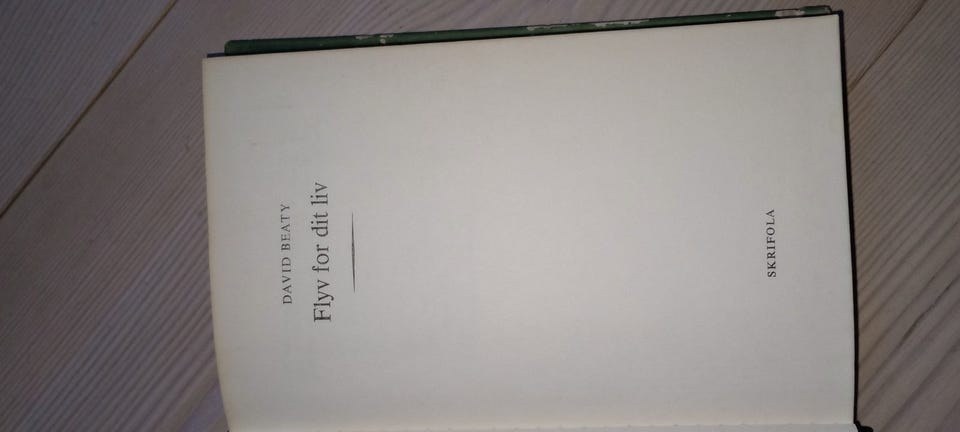 DAVID BEATY
Flyv for dit liv
SKRIFOLA